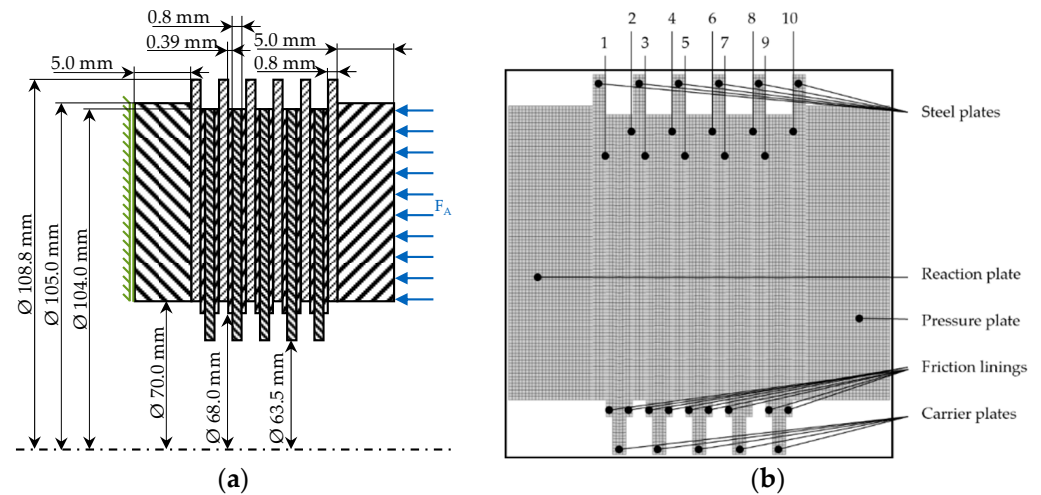 0.8 mm
0.39 mm
5.0 mm
5.0 mm
0.8 mm
Ø 108.8 mm
Ø 105.0 mm
Ø 104.0 mm
Ø 70.0 mm
Ø 68.0 mm
Ø 63.5 mm
F_A
(a)
2 4 6 8 10
1 3 5 7 9
Steel plates
Reaction plate
Pressure plate
Friction linings
Carrier plates
(b)